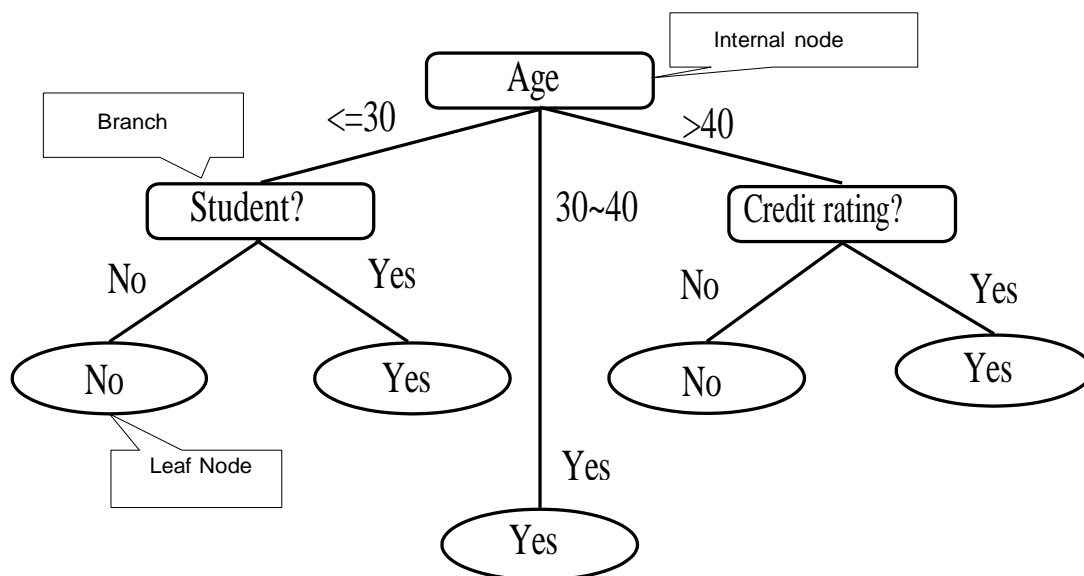 Internal node
Age
Branch
<=30
>40
Student?
30~40
Credit rating?
No
Yes
No
Yes
No
Yes
No
Yes
Leaf Node
Yes
Yes